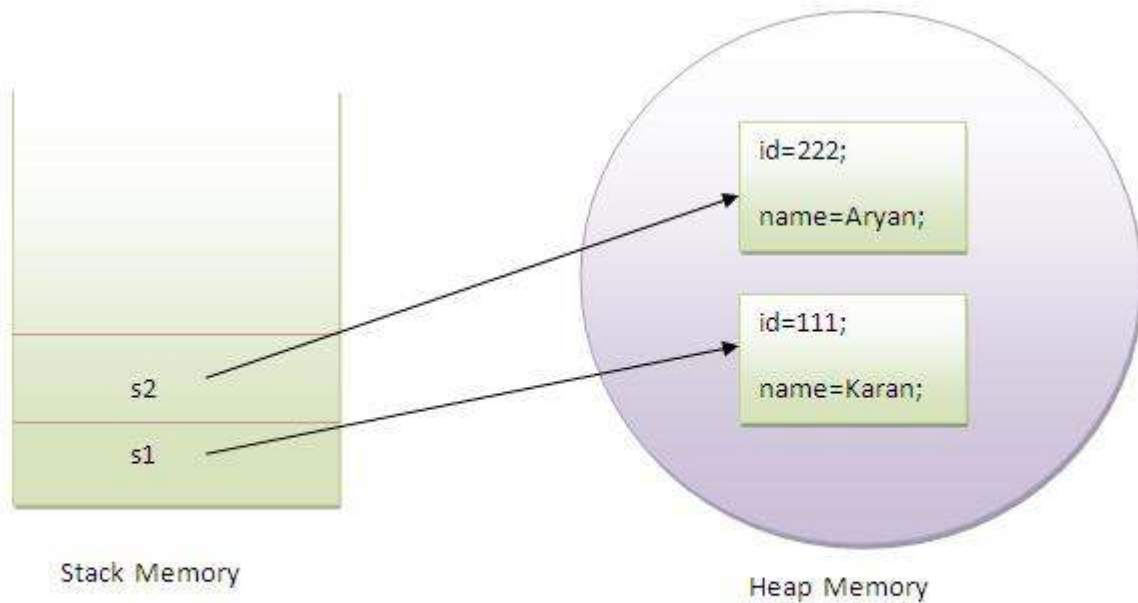 id=222;
name=Aryan;
id=111;
name=Karan;
s2
s1
Stack Memory
Heap Memory